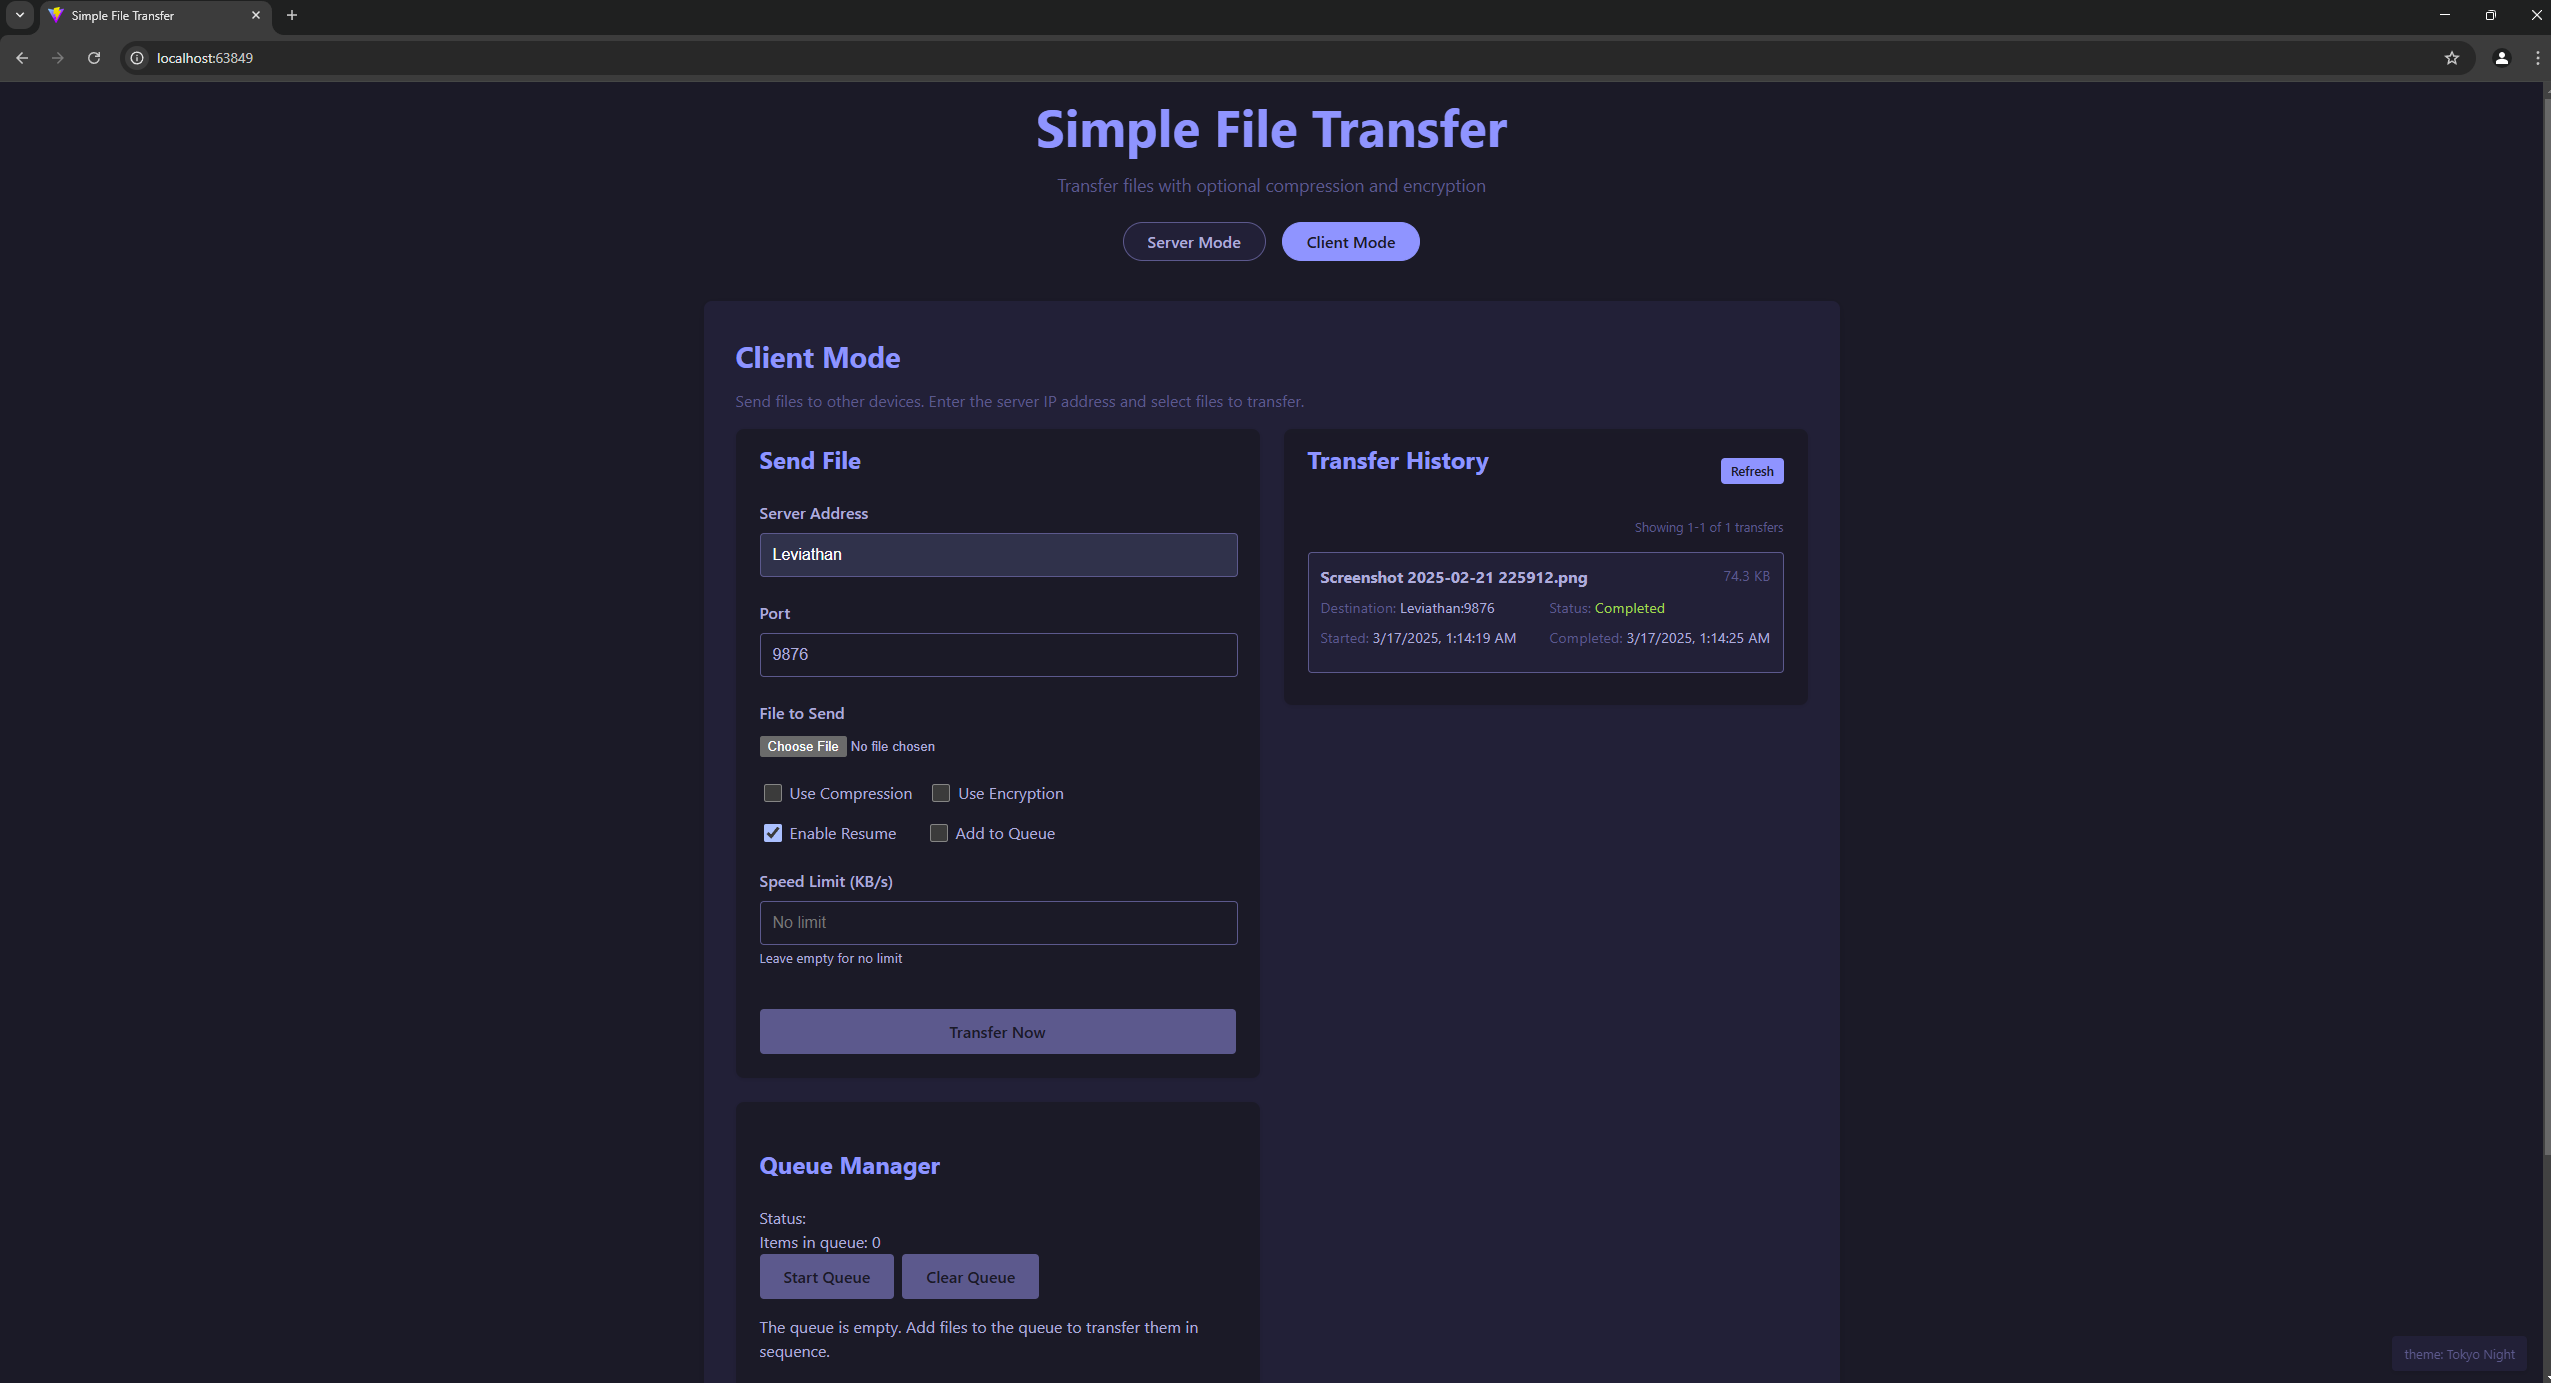 Simple File Transfer
localhost:63849
Simple File Transfer
Transfer files with optional compression and encryption
Server Mode
Client Mode
Client Mode
Send files to other devices. Enter the server IP address and select files to transfer.
Send File
Server Address
Leviathan
Port
9876
File to Send
Choose File No file chosen
Use Compression Use Encryption
Enable Resume Add to Queue
Speed Limit (KB/s)
No limit
Leave empty for no limit
Transfer Now
Transfer History
Refresh
Showing 1-1 of 1 transfers
Screenshot 2025-02-21 225912.png 74.3 KB
Destination: Leviathan:9876 Status: Completed
Started: 3/17/2025, 1:14:19 AM Completed: 3/17/2025, 1:14:25 AM
Queue Manager
Status:
Items in queue: 0
Start Queue Clear Queue
The queue is empty. Add files to the queue to transfer them in
sequence.
theme: Tokyo Night